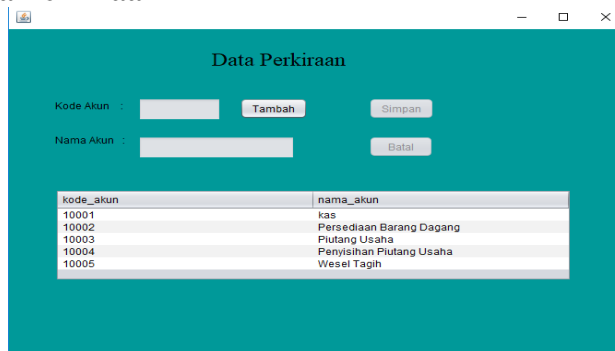 Data Perkiraan
Kode Akun : Tambah Simpan
Nama Akun : Batal
kode_akun nama_akun
10001 kas
10002 Persediaan Barang Dagang
10003 Piutang Usaha
10004 Penyisihan Piutang Usaha
10005 Wesel Tagih